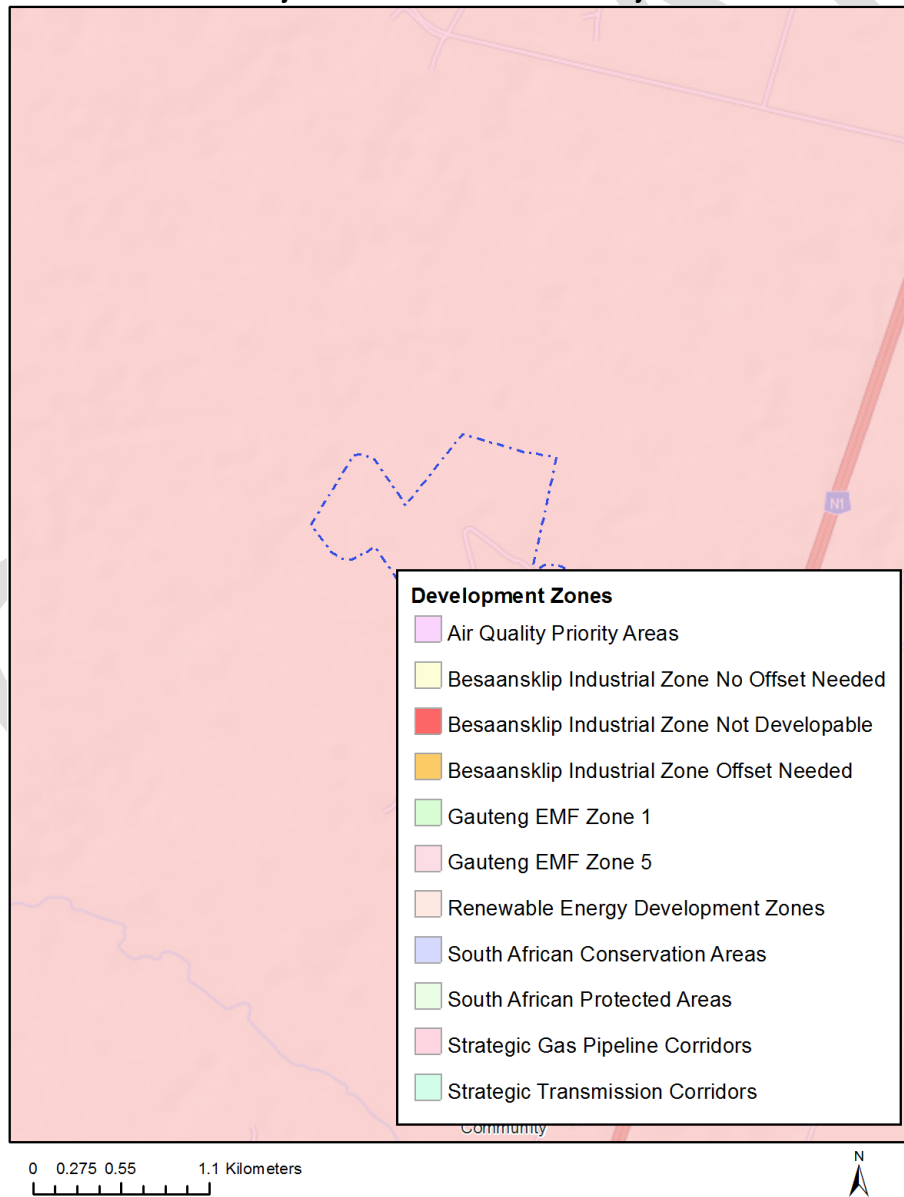 N1
Development Zones
Air Quality Priority Areas
Besaansklip Industrial Zone No Offset Needed
Besaansklip Industrial Zone Not Developable
Besaansklip Industrial Zone Offset Needed
Gauteng EMF Zone 1
Gauteng EMF Zone 5
Renewable Energy Development Zones
South African Conservation Areas
South African Protected Areas
Strategic Gas Pipeline Corridors
Strategic Transmission Corridors
Community
0 0.275 0.55 1.1 Kilometers
N